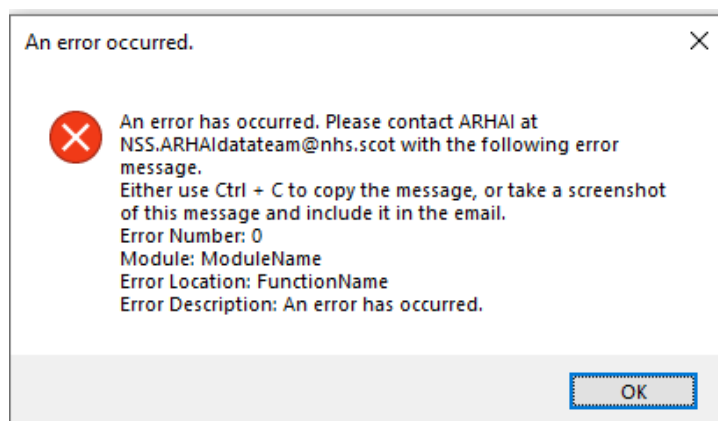 An error occurred.
An error has occurred. Please contact ARHAI at
NSS.ARHAIdatateam@nhs.scot with the following error
message.
Either use Ctrl + C to copy the message, or take a screenshot
of this message and include it in the email.
Error Number: 0
Module: ModuleName
Error Location: FunctionName
Error Description: An error has occurred.
OK